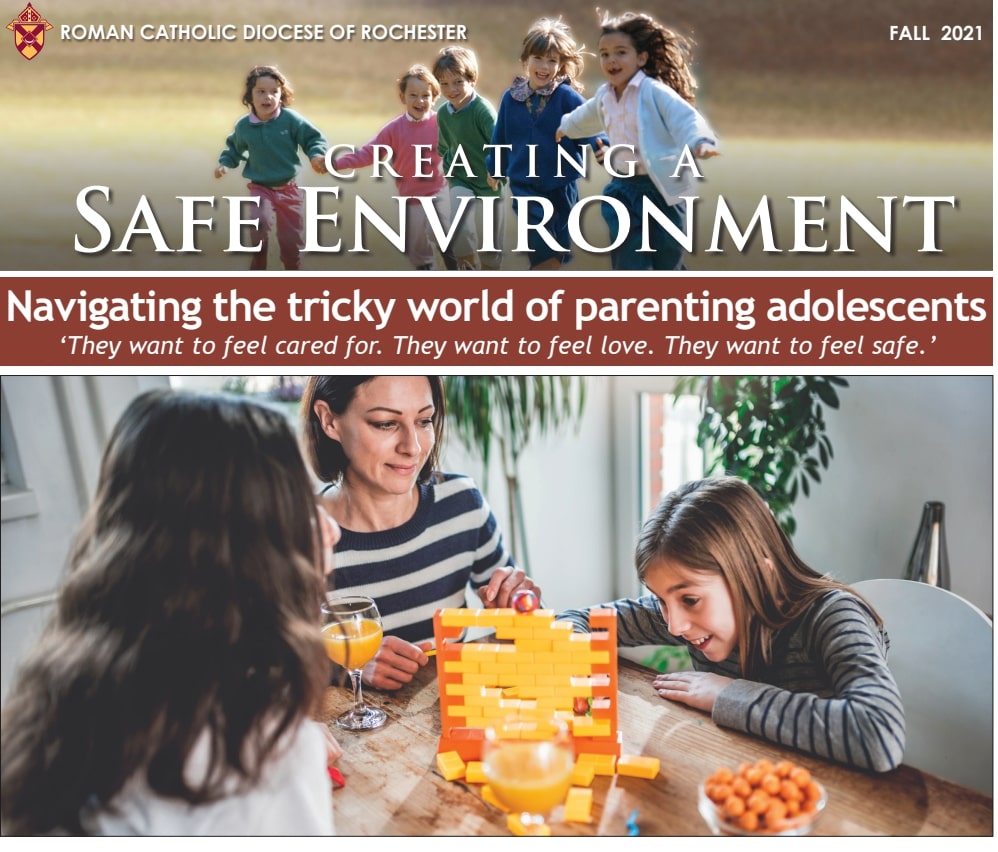 ROMAN CATHOLIC DIOCESE OF ROCHESTER
FALL 2021
CREATING A
SAFE ENVIRONMENT
Navigating the tricky world of parenting adolescents
‘They want to feel cared for. They want to feel love. They want to feel safe.’